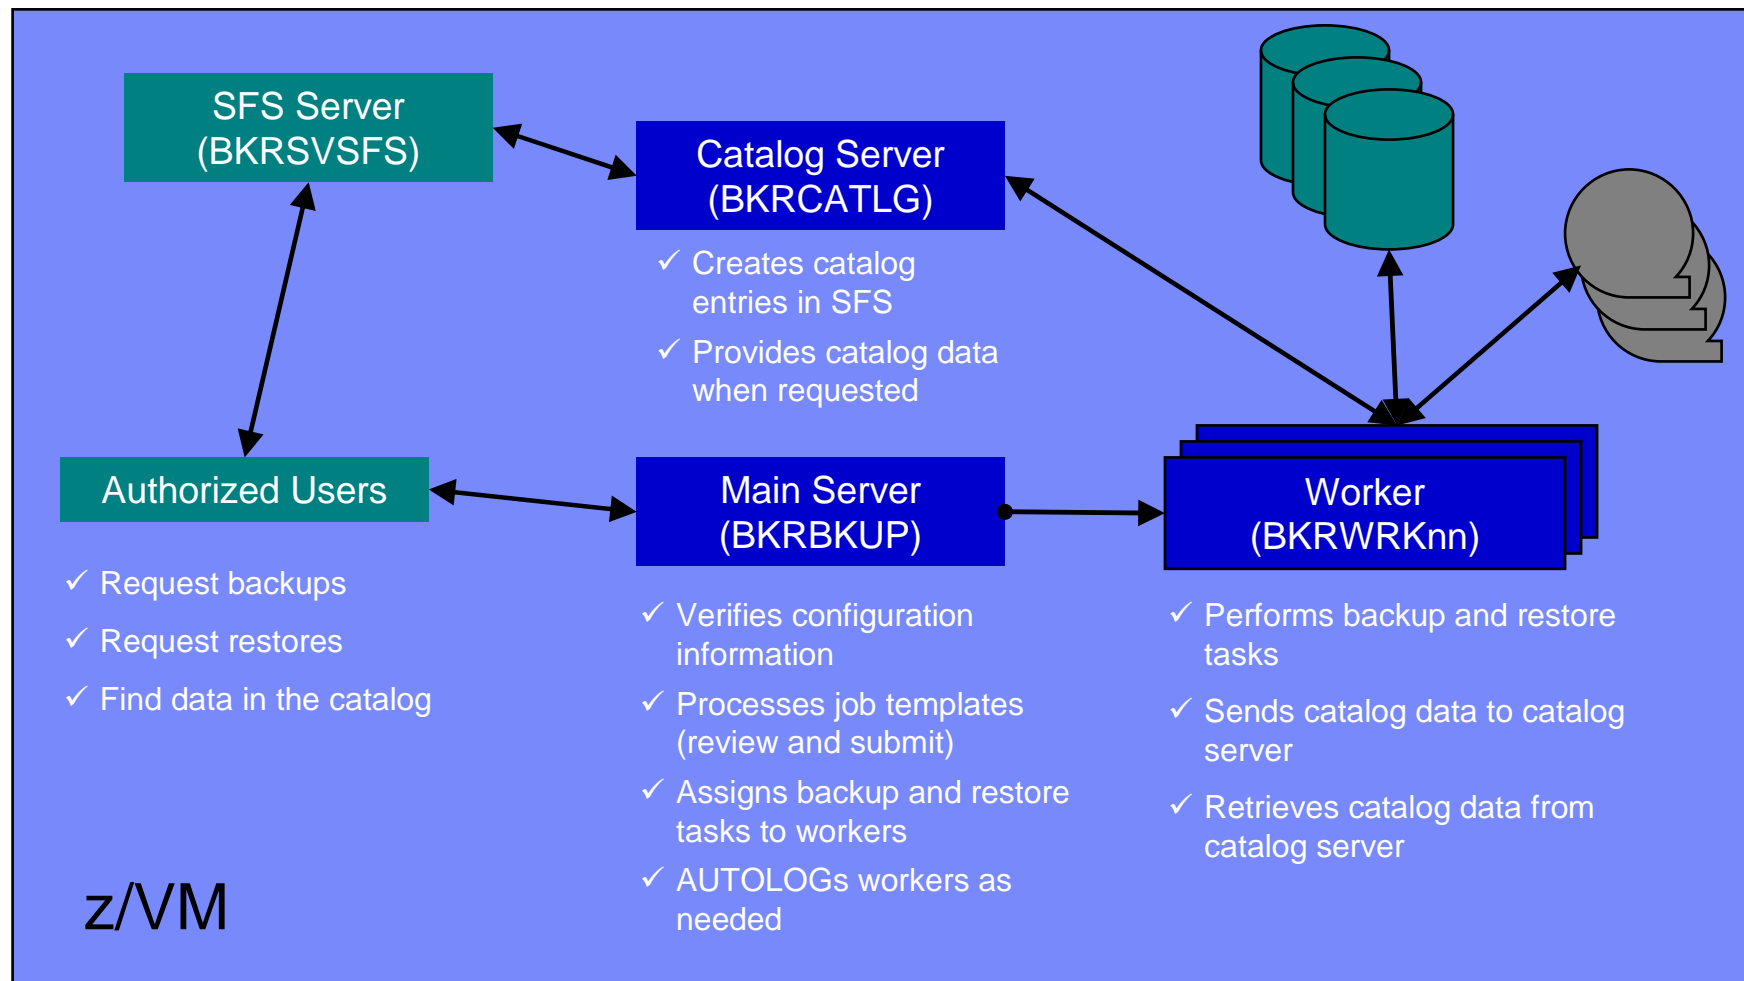 SFS Server
(BKRSVSFS)
Catalog Server
(BKRCATLG)
✓ Creates catalog
entries in SFS
✓ Provides catalog data
when requested
Authorized Users
✓ Request backups
✓ Request restores
✓ Find data in the catalog
Main Server
(BKRBKUP)
✓ Verifies configuration
information
✓ Processes job templates
(review and submit)
✓ Assigns backup and restore
tasks to workers
✓ AUTOLOGs workers as
needed
Worker
(BKRWRKnn)
✓ Performs backup and restore
tasks
✓ Sends catalog data to catalog
server
✓ Retrieves catalog data from
catalog server
z/VM